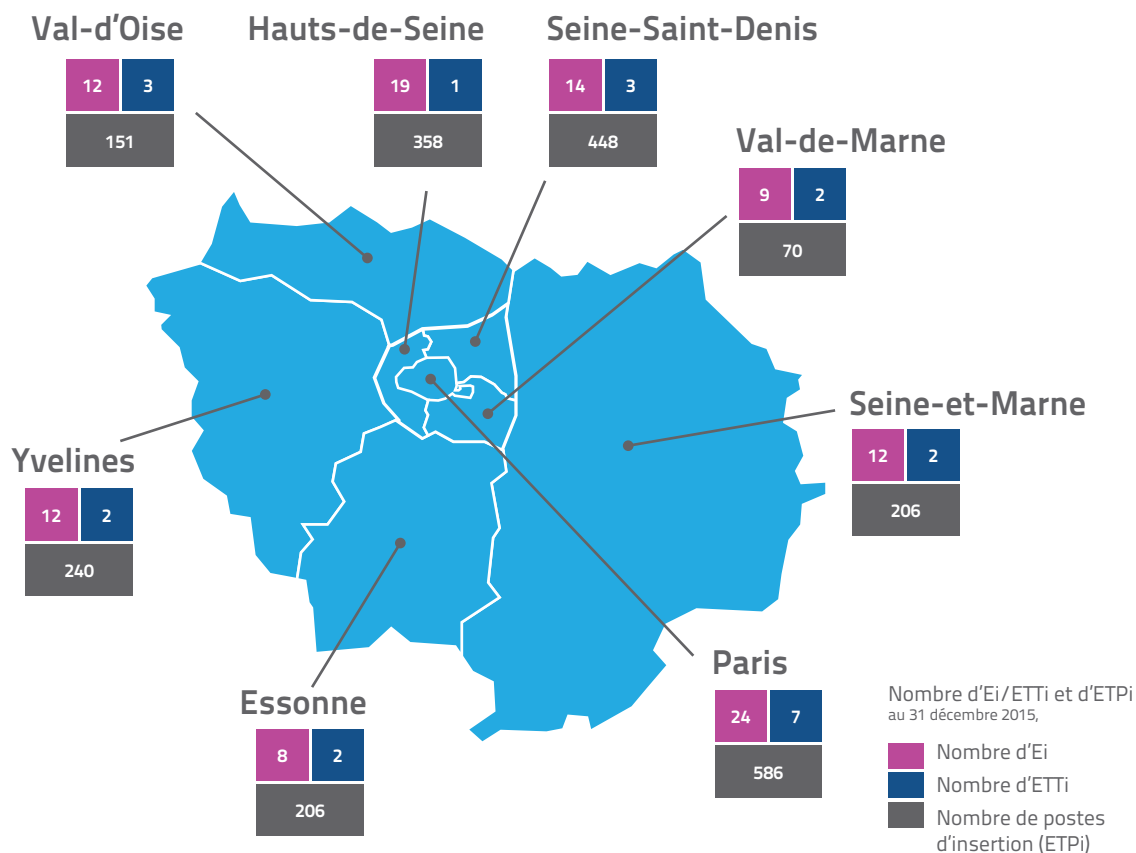 Val-d'Oise
12 3
151
Hauts-de-Seine
19 1
358
Seine-Saint-Denis
14 3
448
Val-de-Marne
9 2
70
Seine-et-Marne
12 2
206
Yvelines
12 2
240
Essonne
8 2
206
Paris
24 7
586
Nombre d'Ei/ETTi et d'ETPi
au 31 décembre 2015,
Nombre d'Ei
Nombre d'ETTi
Nombre de postes
d'insertion (ETPi)